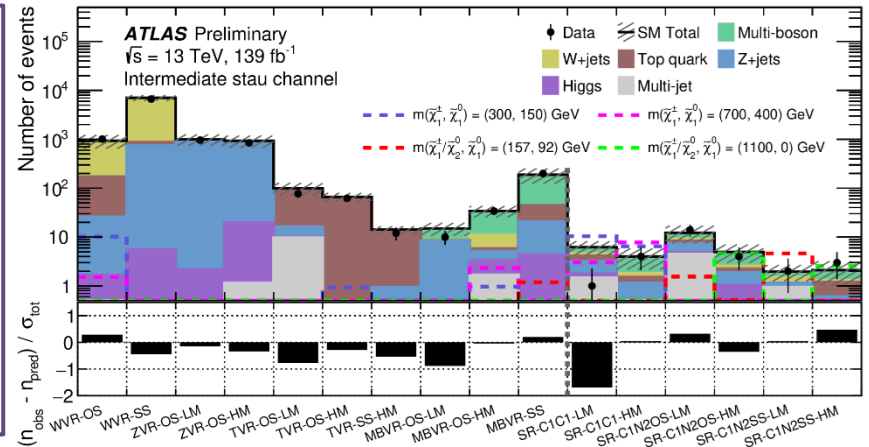 ATLAS Preliminary
√s = 13 TeV, 139 fb⁻¹
Intermediate stau channel
Data
SM Total
Multi-boson
W+jets
Top quark
Z+jets
Higgs
Multi-jet
m(χ̃₁±, χ̃₁⁰) = (300, 150) GeV
m(χ̃₁±, χ̃₁⁰) = (700, 400) GeV
m(χ̃₁±/χ̃₂⁰, χ̃₁⁰) = (157, 92) GeV
m(χ̃₁±/χ̃₂⁰, χ̃₁⁰) = (1100, 0) GeV
Number of events
10⁵
10⁴
10³
10²
10
1
(n_obs - n_pred) / σ_tot
1
0
−1
−2
WVR-OS
WVR-SS
ZVR-OS-LM
ZVR-OS-HM
TVR-OS-LM
TVR-OS-HM
TVR-SS-HM
MBVR-OS-LM
MBVR-OS-HM
MBVR-SS
SR-C1C1-LM
SR-C1C1-HM
SR-C1N2OS-LM
SR-C1N2OS-HM
SR-C1N2SS-LM
SR-C1N2SS-HM